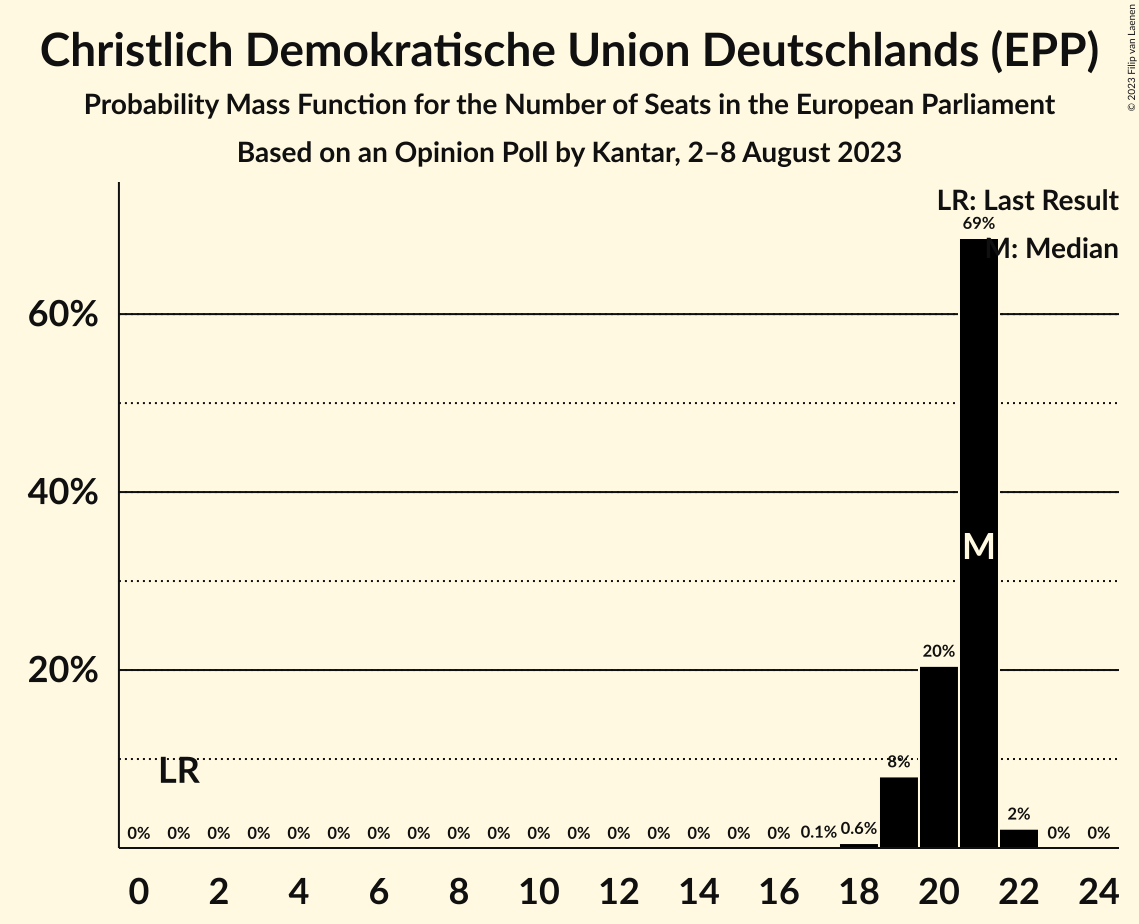 Christlich Demokratische Union Deutschlands (EPP)
Probability Mass Function for the Number of Seats in the European Parliament
Based on an Opinion Poll by Kantar, 2–8 August 2023
© 2023 Filip van Laenen
LR: Last Result
69%
M: Median
60%
40%
M
20%
20%
LR
8%
0% 0% 0% 0% 0% 0% 0% 0% 0% 0% 0% 0% 0% 0% 0% 0% 0% 0.1% 0.6% 2% 0% 0%
0 2 4 6 8 10 12 14 16 18 20 22 24